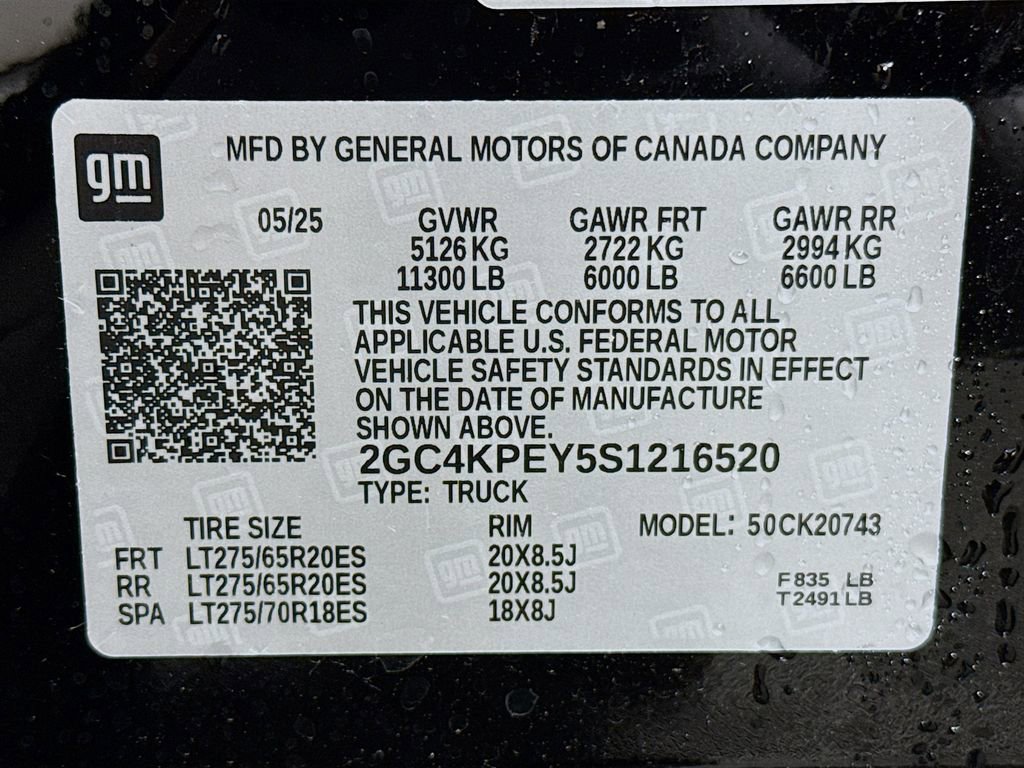 gm
MFD BY GENERAL MOTORS OF CANADA COMPANY
05/25 GVWR GAWR FRT GAWR RR
5126 KG 2722 KG 2994 KG
11300 LB 6000 LB 6600 LB
THIS VEHICLE CONFORMS TO ALL
APPLICABLE U.S. FEDERAL MOTOR
VEHICLE SAFETY STANDARDS IN EFFECT
ON THE DATE OF MANUFACTURE
SHOWN ABOVE.
2GC4KPEY5S1216520
TYPE: TRUCK
TIRE SIZE RIM MODEL: 50CK20743
FRT LT275/65R20ES 20X8.5J
RR LT275/65R20ES 20X8.5J F835 LB
SPA LT275/70R18ES 18X8J T2491LB